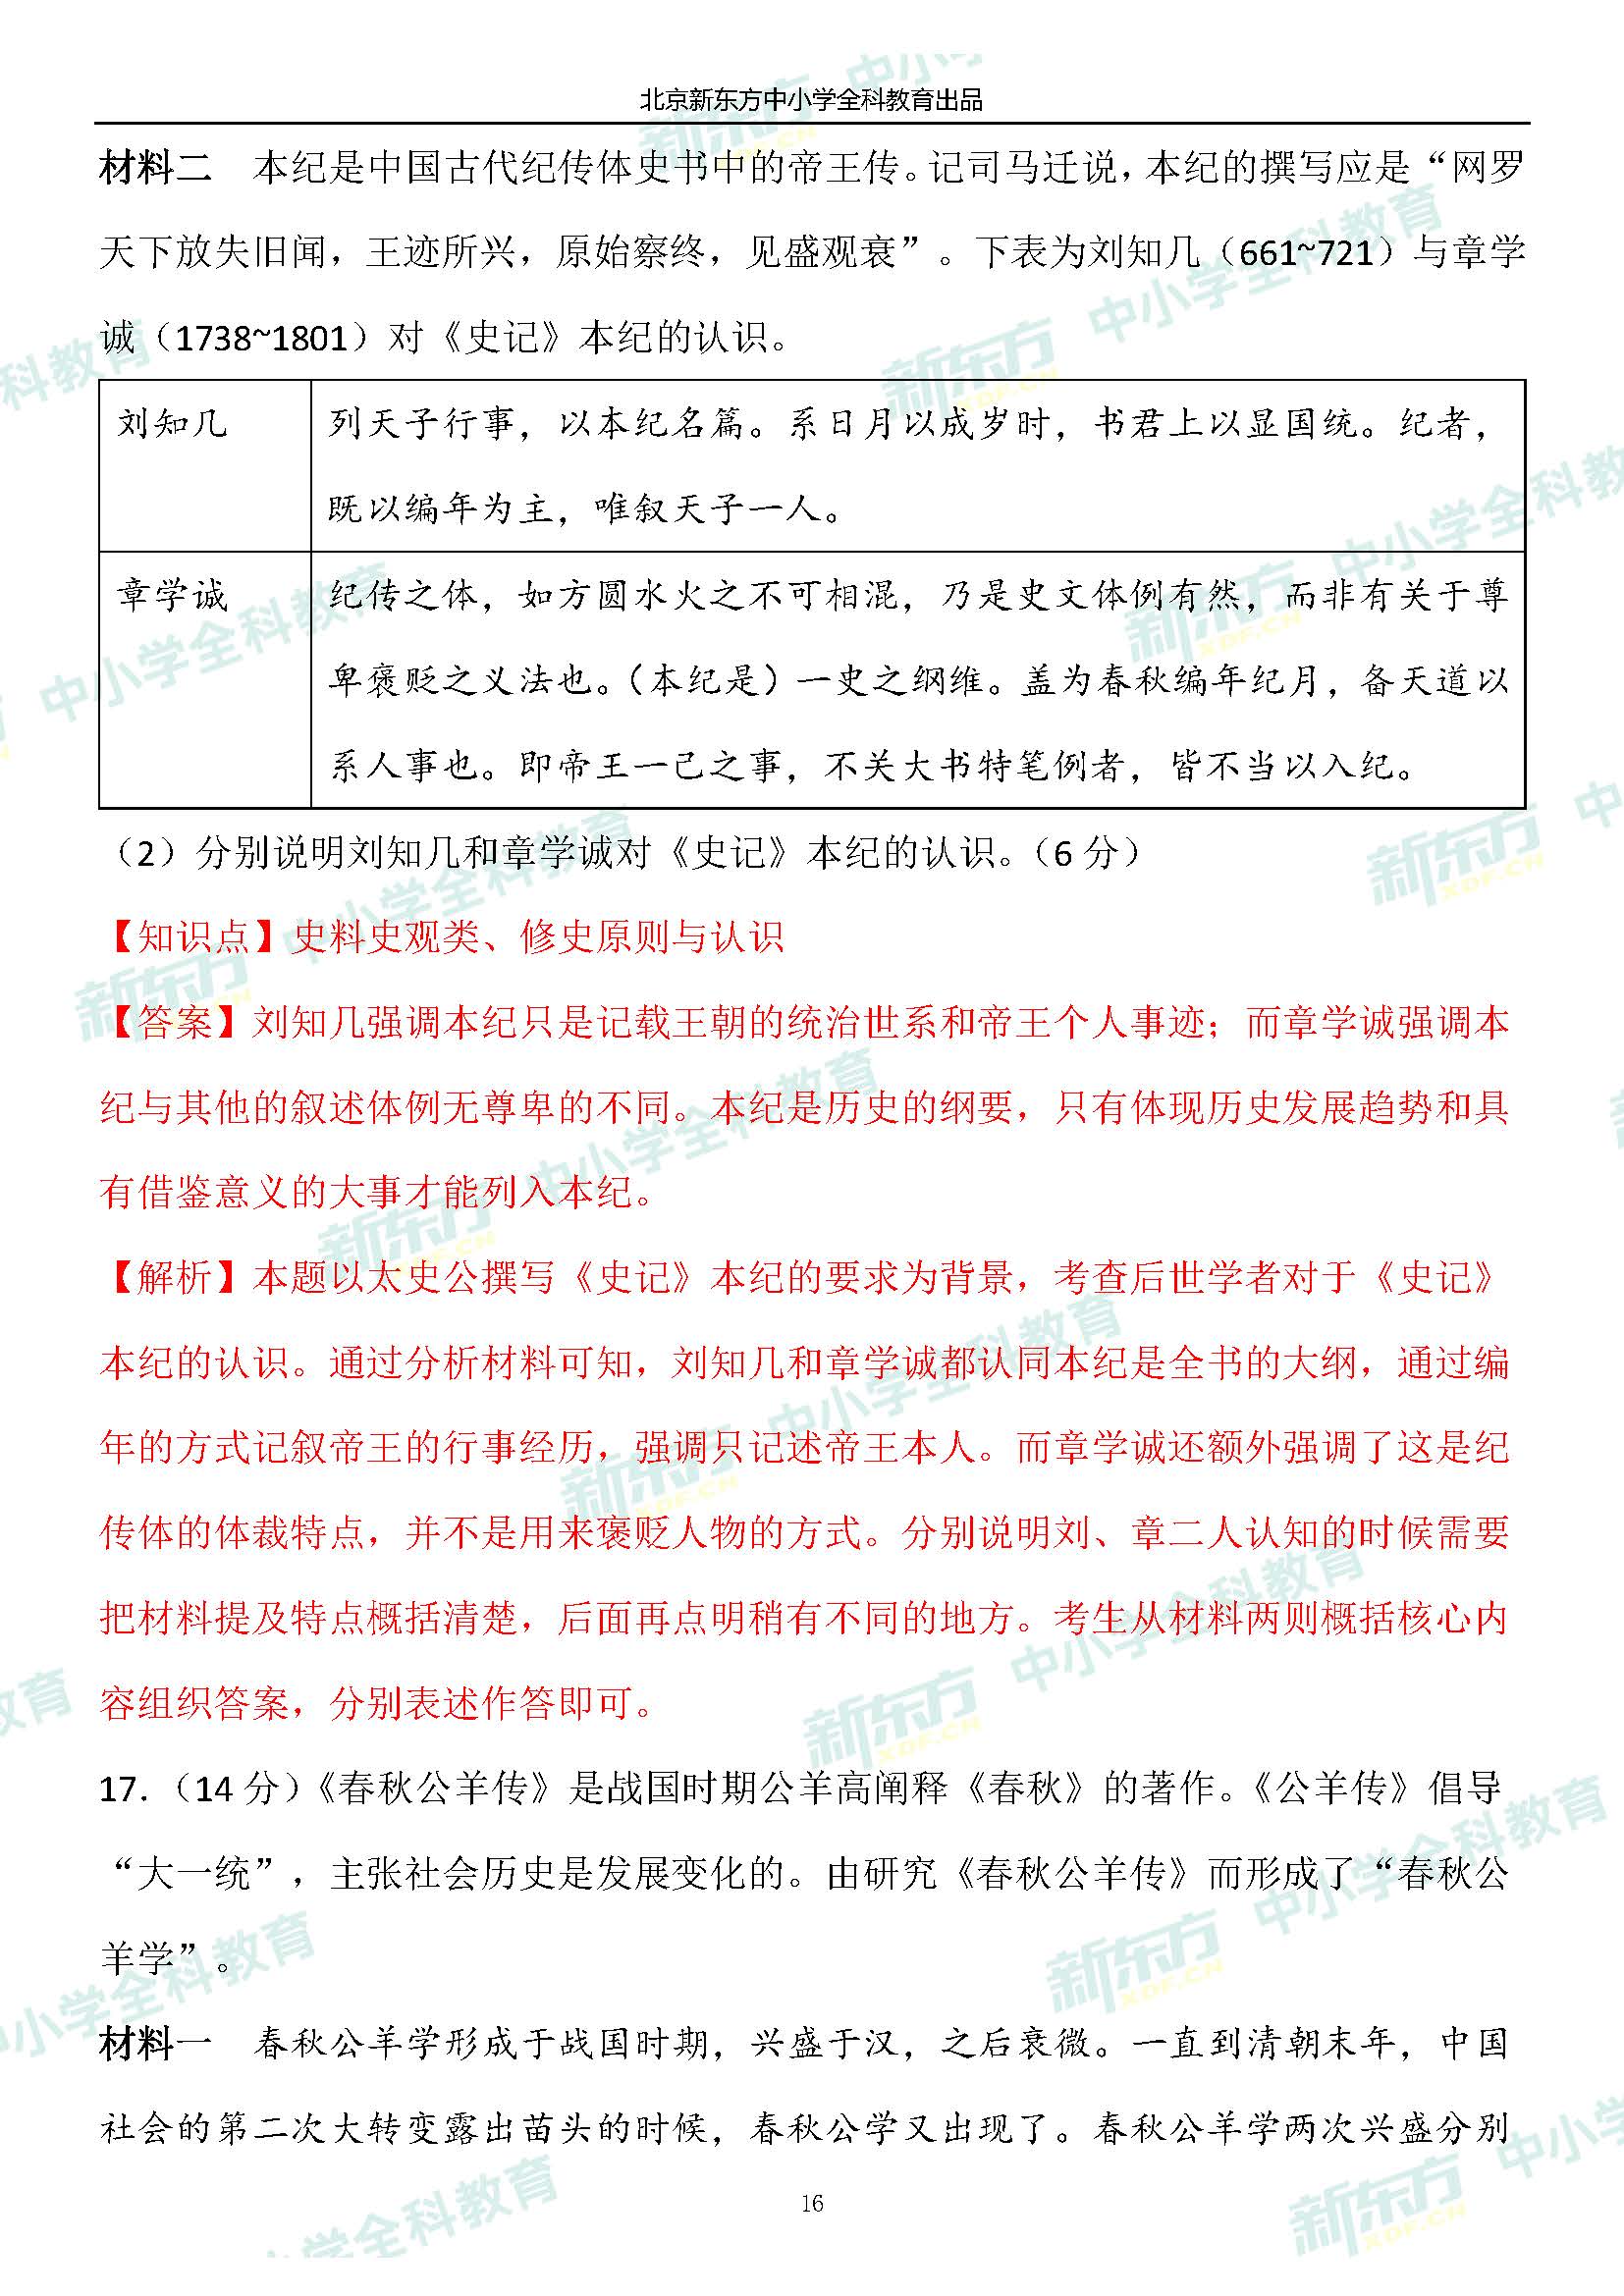 北京新东方中小学全科教育出品
材料二 本纪是中国古代纪传体史书中的帝王传。记司马迁说，本纪的撰写应是“网罗
天下放失旧闻，王迹所兴，原始察终，见盛观衰”。下表为刘知几（661~721）与章学
诚（1738~1801）对《史记》本纪的认识。
刘知几
列天子行事，以本纪名篇。系日月以成岁时，书君上以显国统。纪者，
既以编年为主，唯叙天子一人。
章学诚
纪传之体，如方圆水火之不可相混，乃是史文体例有然，而非有关于尊
卑褒贬之义法也。（本纪是）一史之纲维。盖为春秋编年纪月，备天道以
系人事也。即帝王一己之事，不关大书特笔例者，皆不当以入纪。
（2）分别说明刘知几和章学诚对《史记》本纪的认识。（6分）
【知识点】史料史观类、修史原则与认识
【答案】刘知几强调本纪只是记载王朝的统治世系和帝王个人事迹；而章学诚强调本
纪与其他的叙述体例无尊卑的不同。本纪是历史的纲要，只有体现历史发展趋势和具
有借鉴意义的大事才能列入本纪。
【解析】本题以太史公撰写《史记》本纪的要求为背景，考查后世学者对于《史记》
本纪的认识。通过分析材料可知，刘知几和章学诚都认同本纪是全书的大纲，通过编
年的方式记叙帝王的行事经历，强调只记述帝王本人。而章学诚还额外强调了这是纪
传体的体裁特点，并不是用来褒贬人物的方式。分别说明刘、章二人认知的时候需要
把材料提及特点概括清楚，后面再点明稍有不同的地方。考生从材料两则概括核心内
容组织答案，分别表述作答即可。
17.（14分）《春秋公羊传》是战国时期公羊高阐释《春秋》的著作。《公羊传》倡导
“大一统”，主张社会历史是发展变化的。由研究《春秋公羊传》而形成了“春秋公
羊学”。
材料一 春秋公羊学形成于战国时期，兴盛于汉，之后衰微。一直到清朝末年，中国
社会的第二次大转变露出苗头的时候，春秋公学又出现了。春秋公羊学两次兴盛分别
16